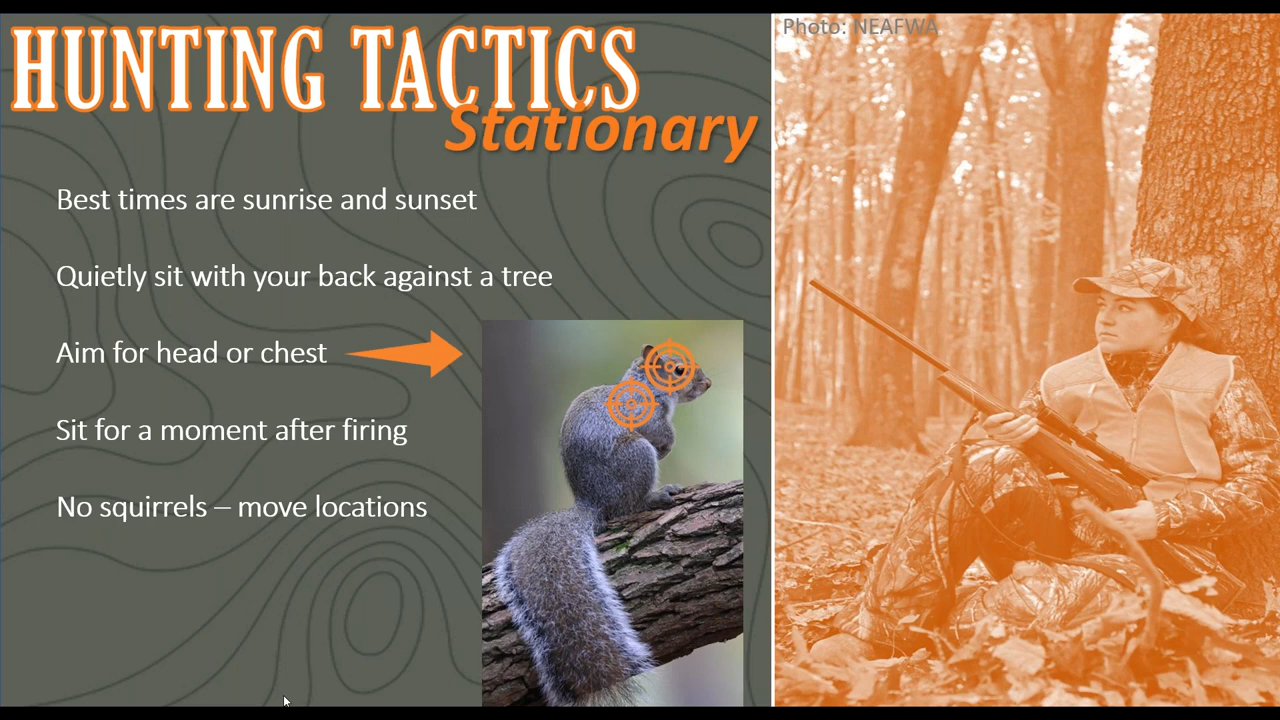 HUNTING TACTICS
Stationary
Photo: NEAFWA
Best times are sunrise and sunset
Quietly sit with your back against a tree
Aim for head or chest
Sit for a moment after firing
No squirrels – move locations